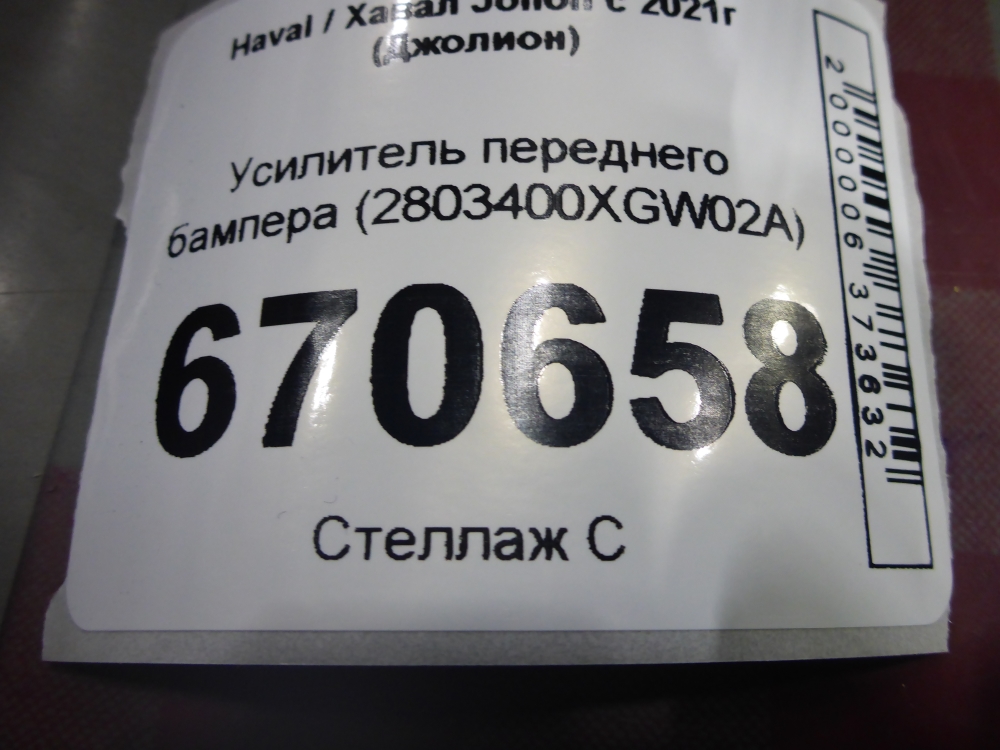 Haval / Хавал Jolion с 2021г
(Джолион)
Усилитель переднего
бампера (2803400XGW02A)
670658
Стеллаж С
2000006373632